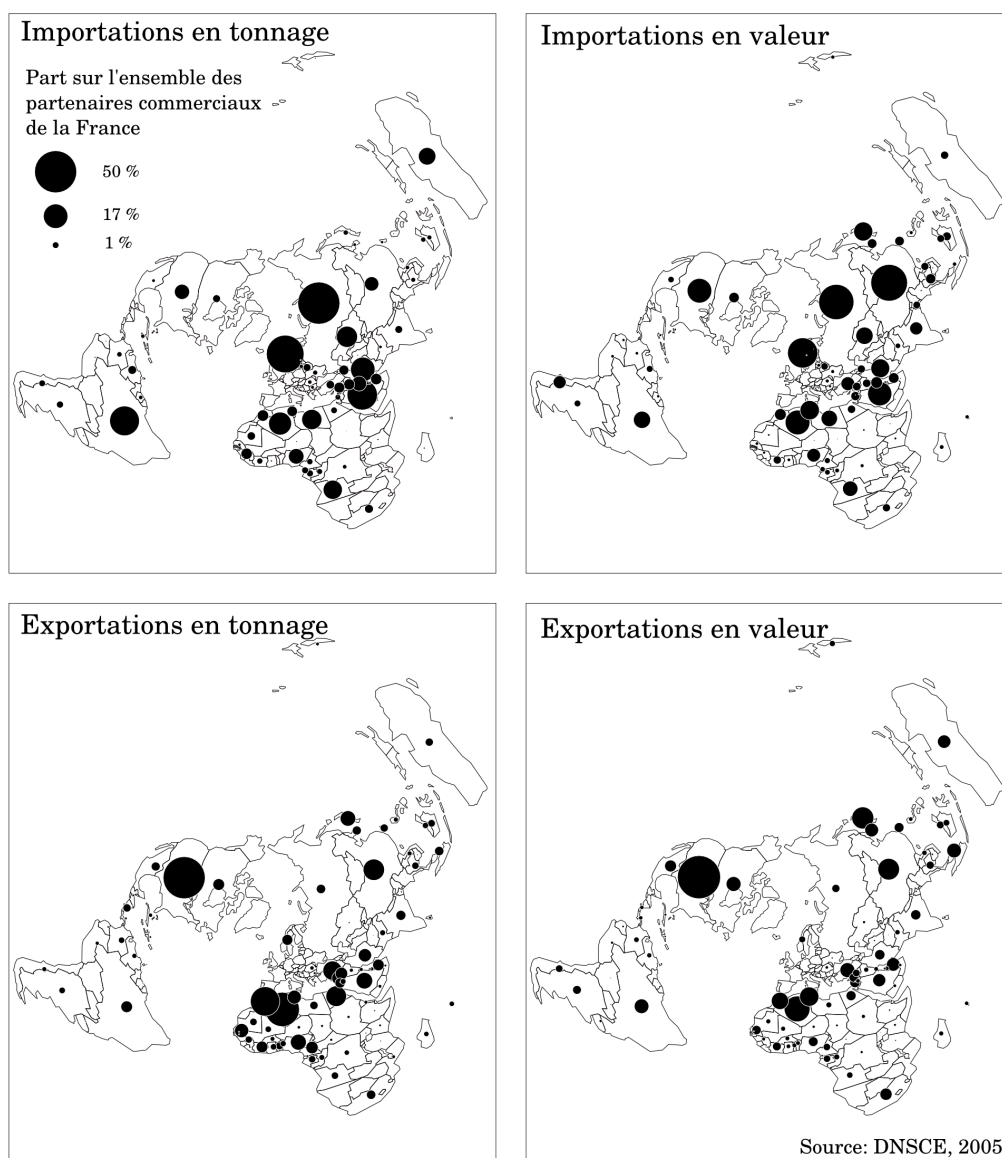 Importations en tonnage
Part sur l'ensemble des
partenaires commerciaux
de la France
50 %
17 %
1 %
Importations en valeur
Exportations en tonnage
Exportations en valeur
Source: DNSCE, 2005